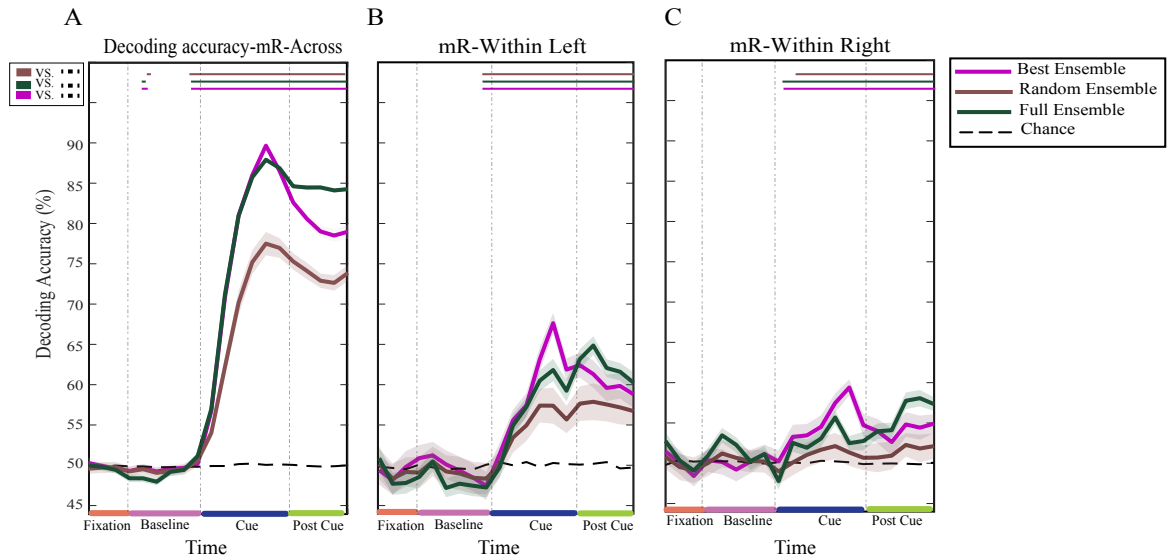 A
B
C
Decoding accuracy-mR-Across
mR-Within Left
mR-Within Right
VS.
VS.
VS.
Best Ensemble
Random Ensemble
Full Ensemble
Chance
Decoding Accuracy (%)
90
85
80
75
70
65
60
55
50
45
Fixation Baseline Cue Post Cue
Fixation Baseline Cue Post Cue
Fixation Baseline Cue Post Cue
Time
Time
Time